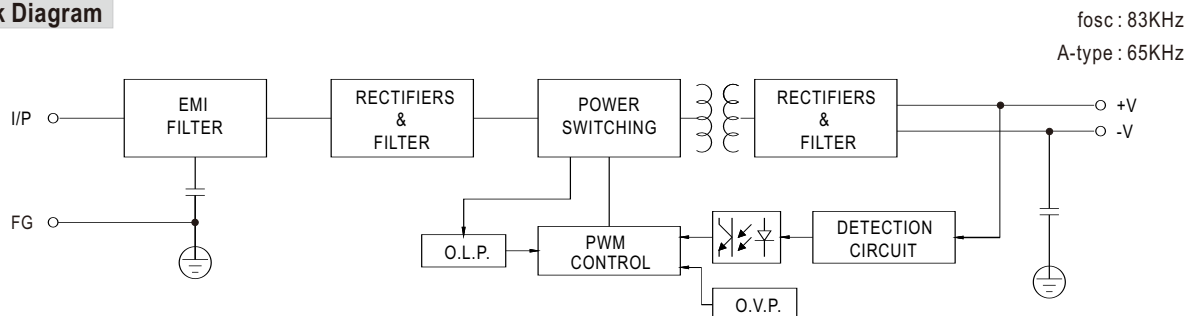 Diagram
fosc : 83KHz
A-type : 65KHz
I/P
EMI
FILTER
RECTIFIERS
&
FILTER
POWER
SWITCHING
RECTIFIERS
&
FILTER
+V
-V
FG
O.L.P.
PWM
CONTROL
DETECTION
CIRCUIT
O.V.P.